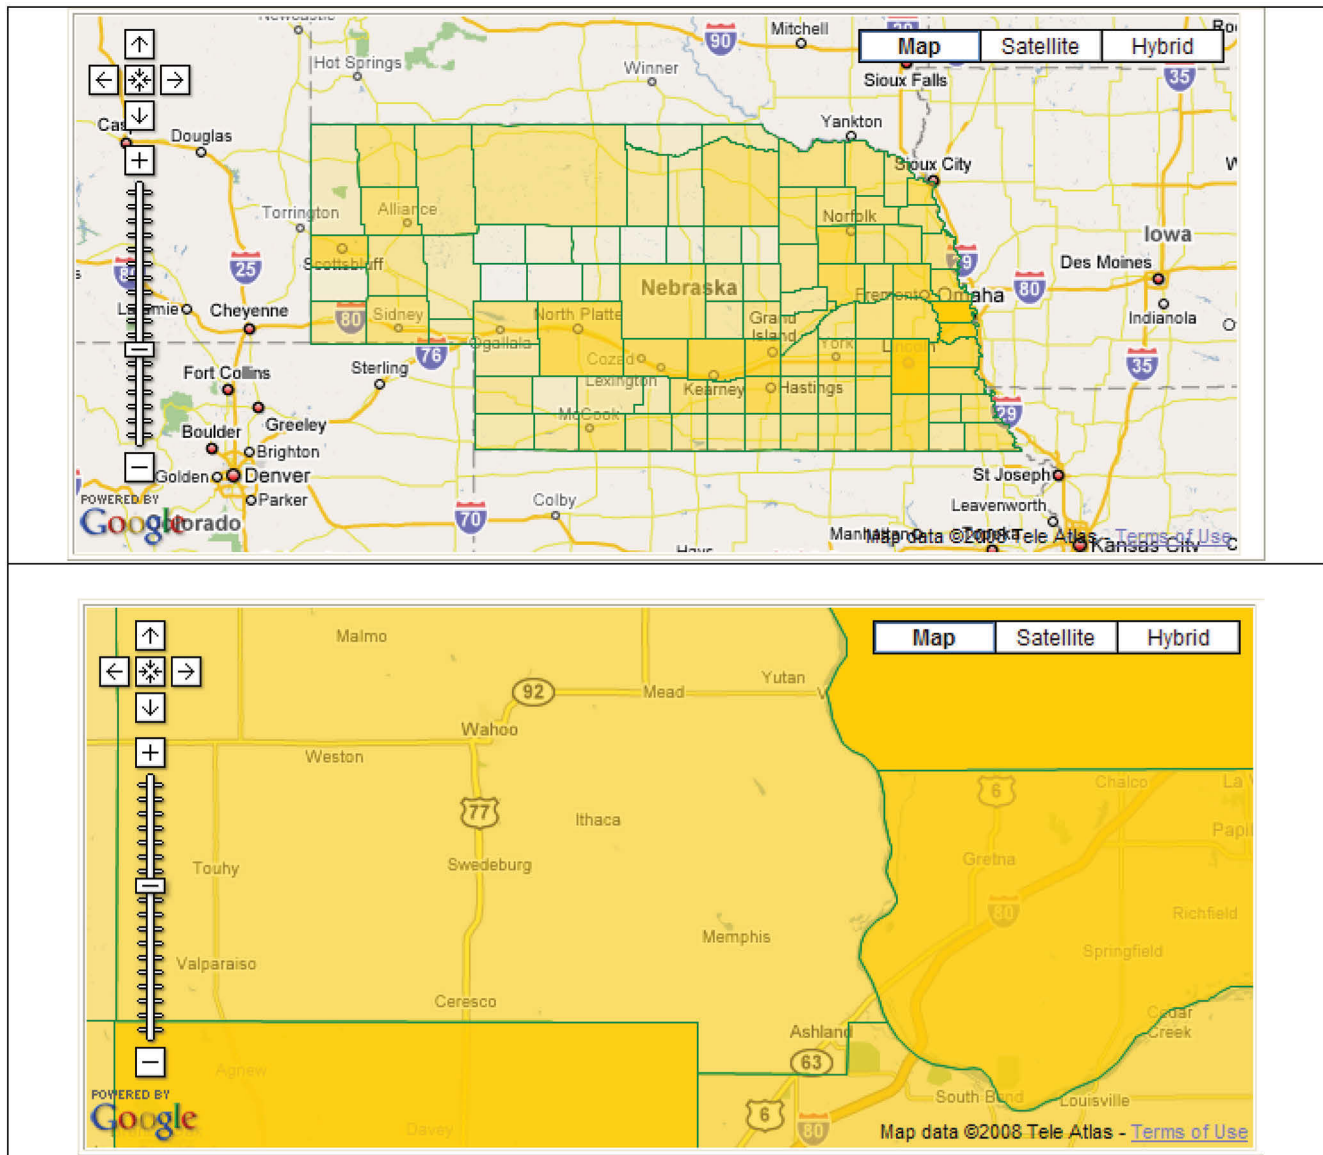 Newcastle
Mitchell
90
Map Satellite Hybrid
Hot Springs
Winner
Sioux Falls
35
Douglas
Yankton
Sioux City
Torrington
Alliance
Norfolk
Iowa
Scottsbluff
25
29
Des Moines
80
Nebraska
Fremont
Omaha
Laramie
Cheyenne
80
Sidney
North Platte
Grand
Island
Indianola
Ogallala
76
York
Lincoln
Cozad
Sterling
35
Fort Collins
Lexington
Kearney
Hastings
McCook
29
Greeley
Boulder
Brighton
Golden
Denver
St Joseph
Parker
Colby
Leavenworth
70
POWERED BY
Google
Colorado
Hays
Manhattan
Topeka
Map data ©2008 Tele Atlas - Terms of Use
Kansas City
Malmo
Map Satellite Hybrid
Yutan
92
Mead
Wahoo
Weston
6
Chalco
77
Ithaca
Gretna
Touhy
Swedeburg
80
Richfield
Memphis
Springfield
Valparaiso
Ceresco
Cedar
Creek
Ashland
63
Agnew
POWERED BY
Google
South Bend
Louisville
6
80
Davey
Map data ©2008 Tele Atlas - Terms of Use